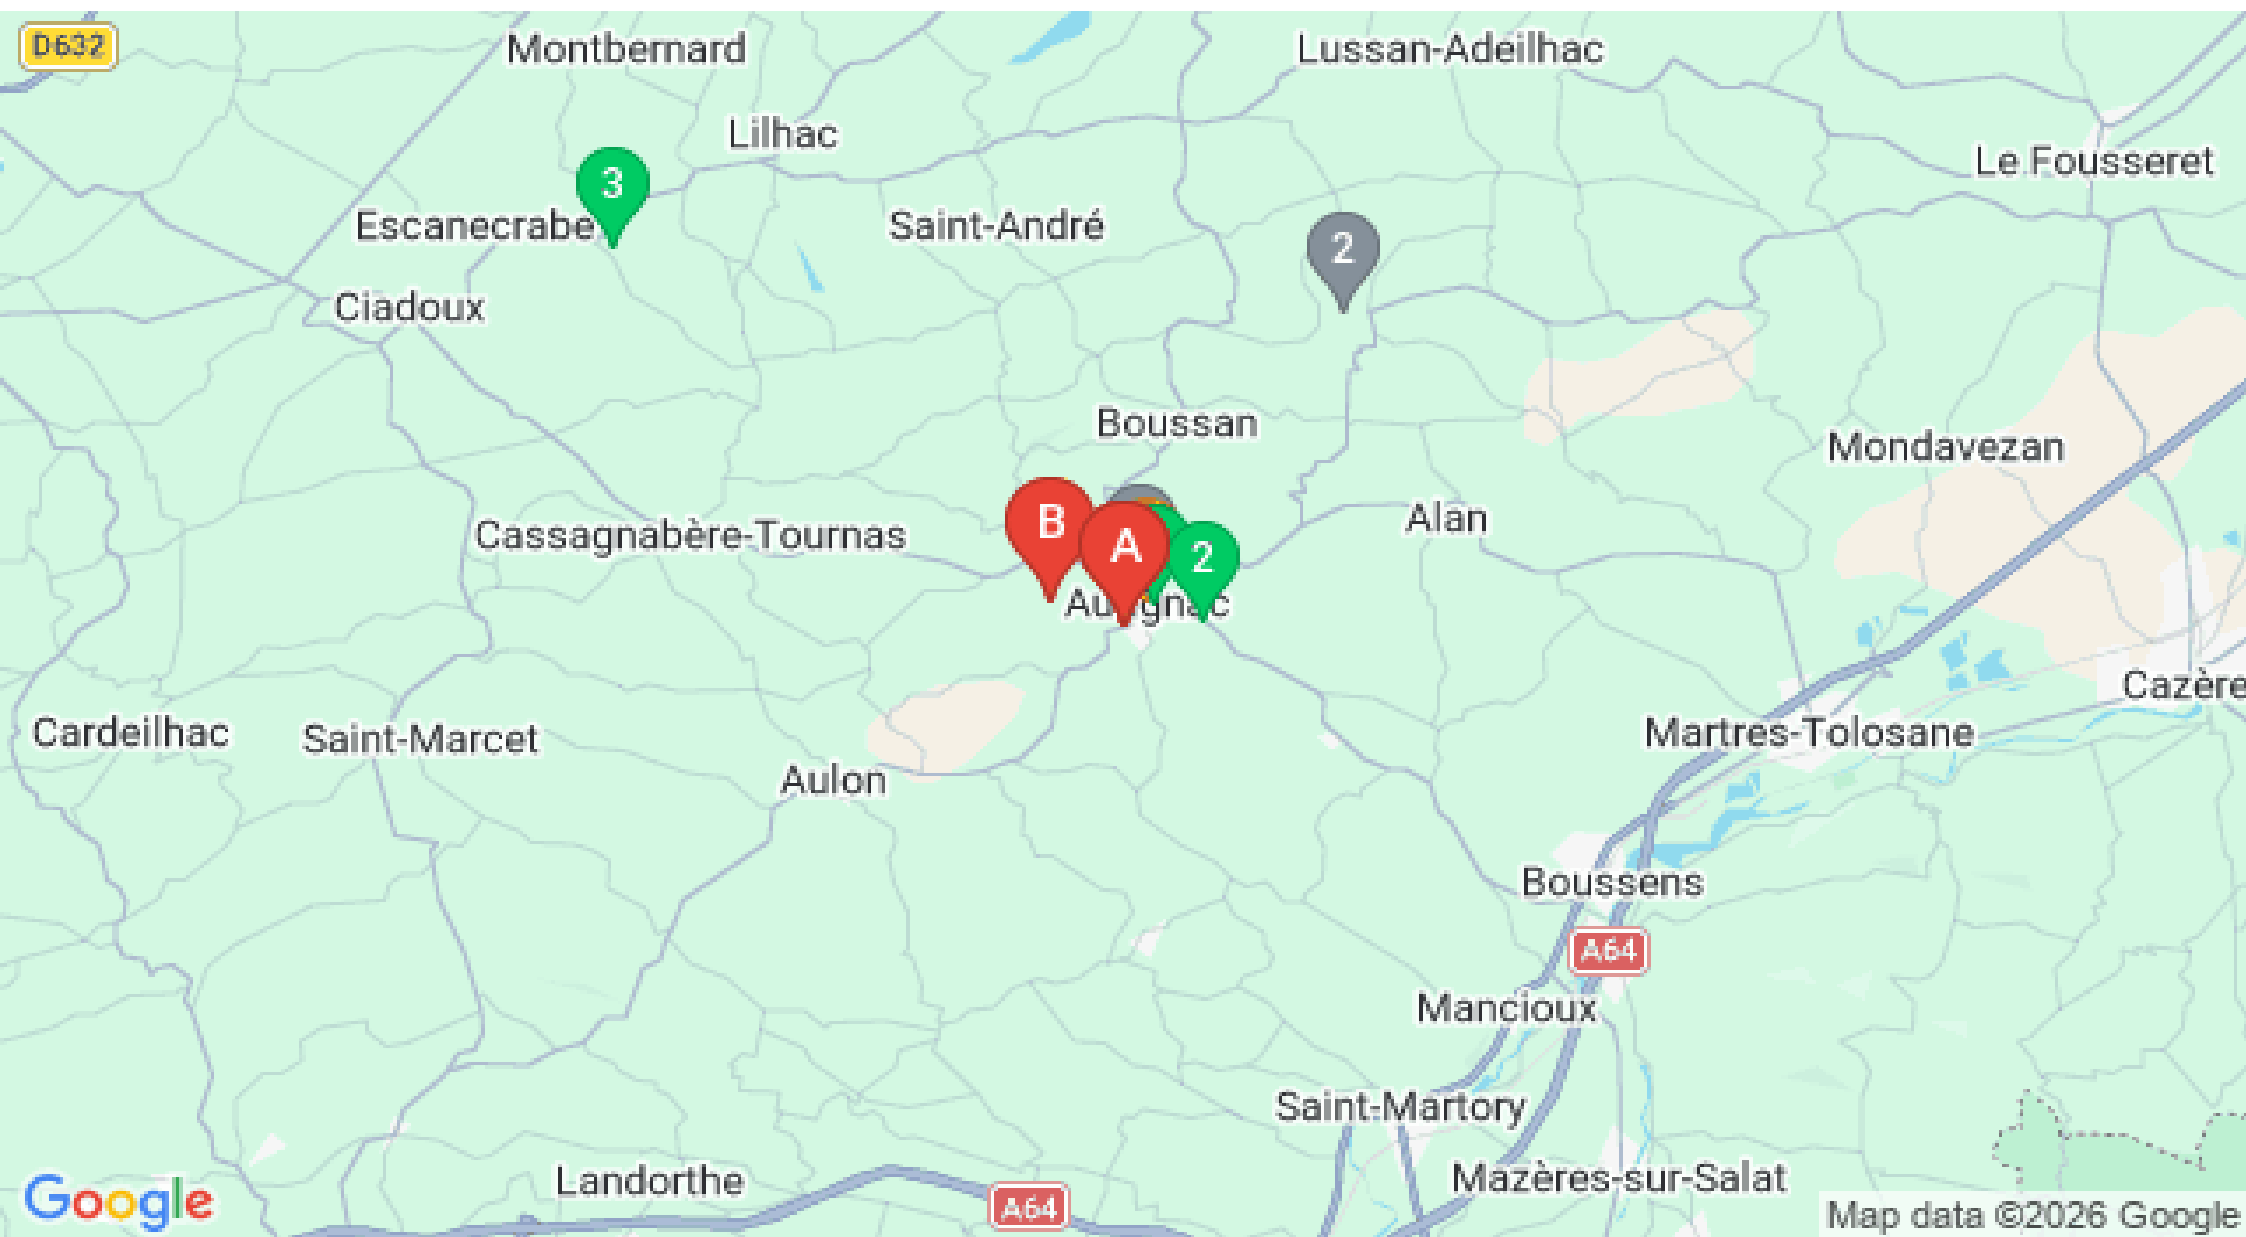 D632
Montbernard
Lussan-Adeilhac
Lilhac
Le Fousseret
3
Escanecrabe
Saint-André
2
Ciadoux
Boussan
Mondavezan
B
A
2
Cassagnabère-Tournas
Alan
Cazère
Cardeilhac
Saint-Marcet
Martres-Tolosane
Aulon
Boussens
A64
Mancioux
Saint-Martory
Landorthe
Mazères-sur-Salat
A64
Google
Map data ©2026 Google